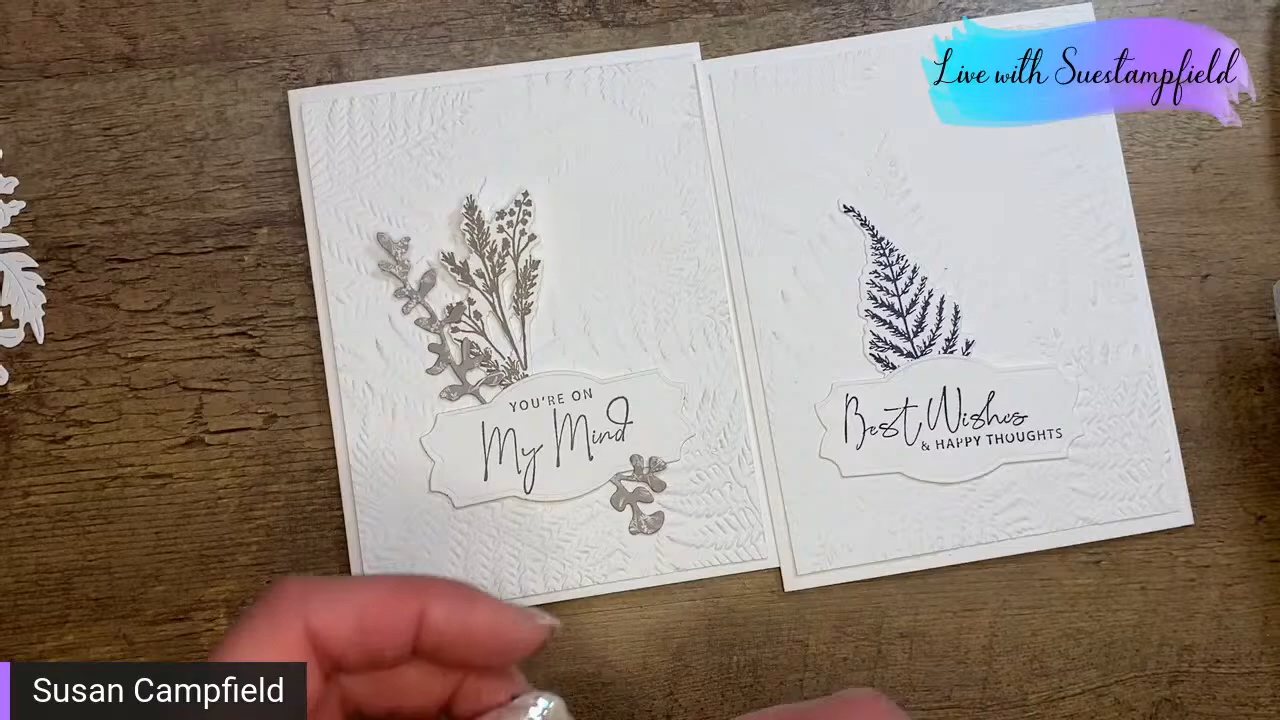 Live with Suestampfield
YOU'RE ON
My Mind
Best Wishes
& HAPPY THOUGHTS
Susan Campfield